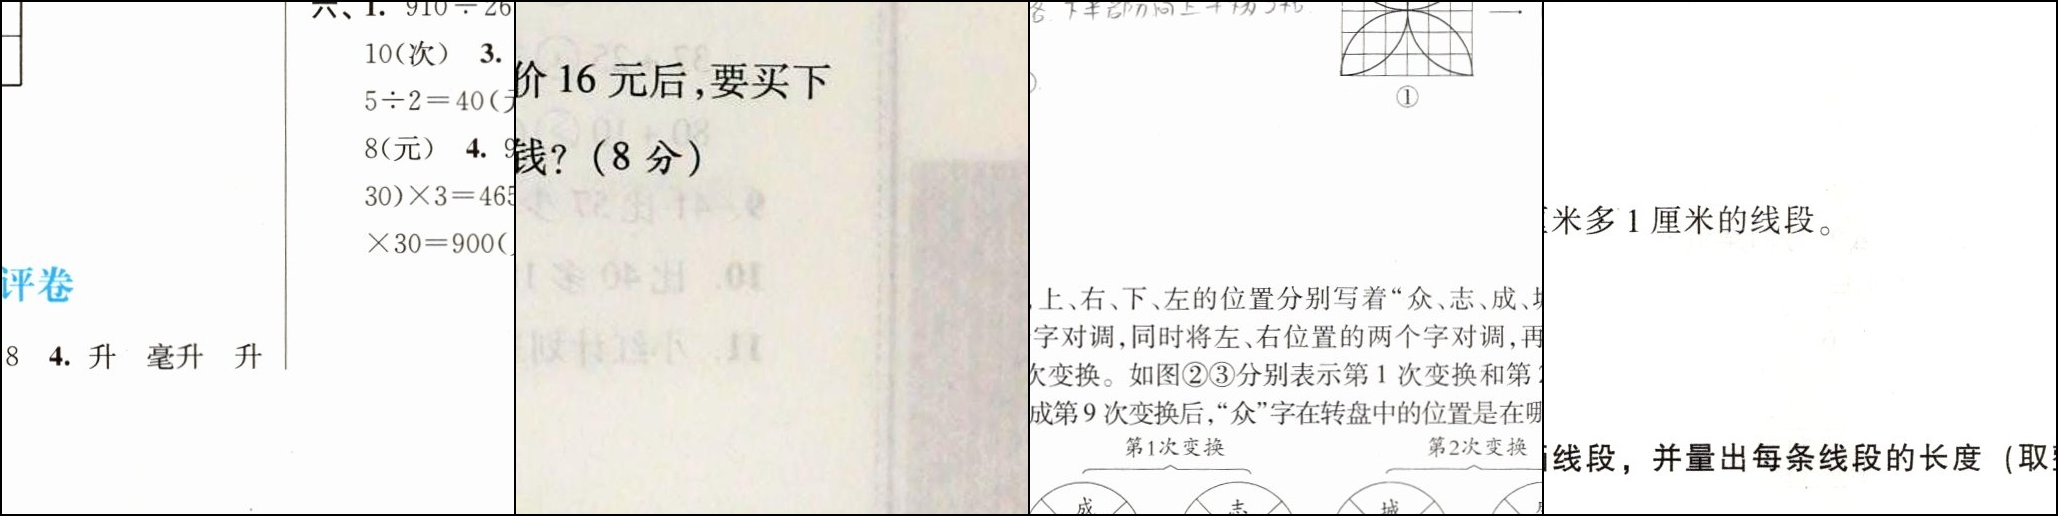 六、1. 910÷26
10(次) 3.
5÷2=40(
8(元) 4. 9
30)×3=465
×30=900(
评卷
8 4. 升 毫升 升
价 16 元后,要买下
钱? (8 分)
①
上、右、下、左的位置分别写着“众、志、成、城
字对调,同时将左、右位置的两个字对调,再
次变换。如图②③分别表示第 1 次变换和第 2
成第 9 次变换后,“众”字在转盘中的位置是在哪
第1次变换 第2次变换
成 志 城
米多 1 厘米的线段。
线段，并量出每条线段的长度（取